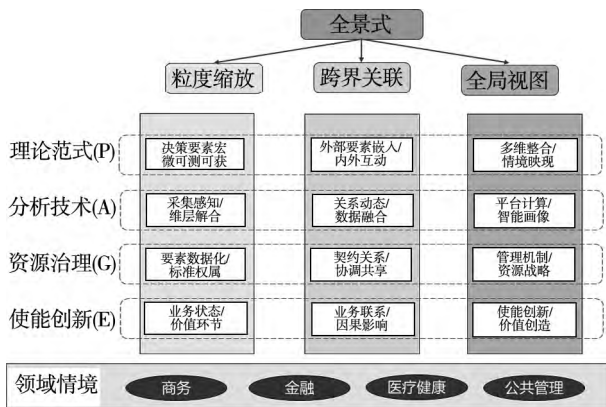 全景式
粒度缩放
跨界关联
全局视图
理论范式(P)
决策要素宏
微可测可获
外部要素嵌入/
内外互动
多维整合/
情境映现
分析技术(A)
采集感知/
维层解合
关系动态/
数据融合
平台计算/
智能画像
资源治理(G)
要素数据化/
标准权属
契约关系/
协调共享
管理机制/
资源战略
使能创新(E)
业务状态/
价值环节
业务联系/
因果影响
使能创新/
价值创造
领域情境
商务
金融
医疗健康
公共管理